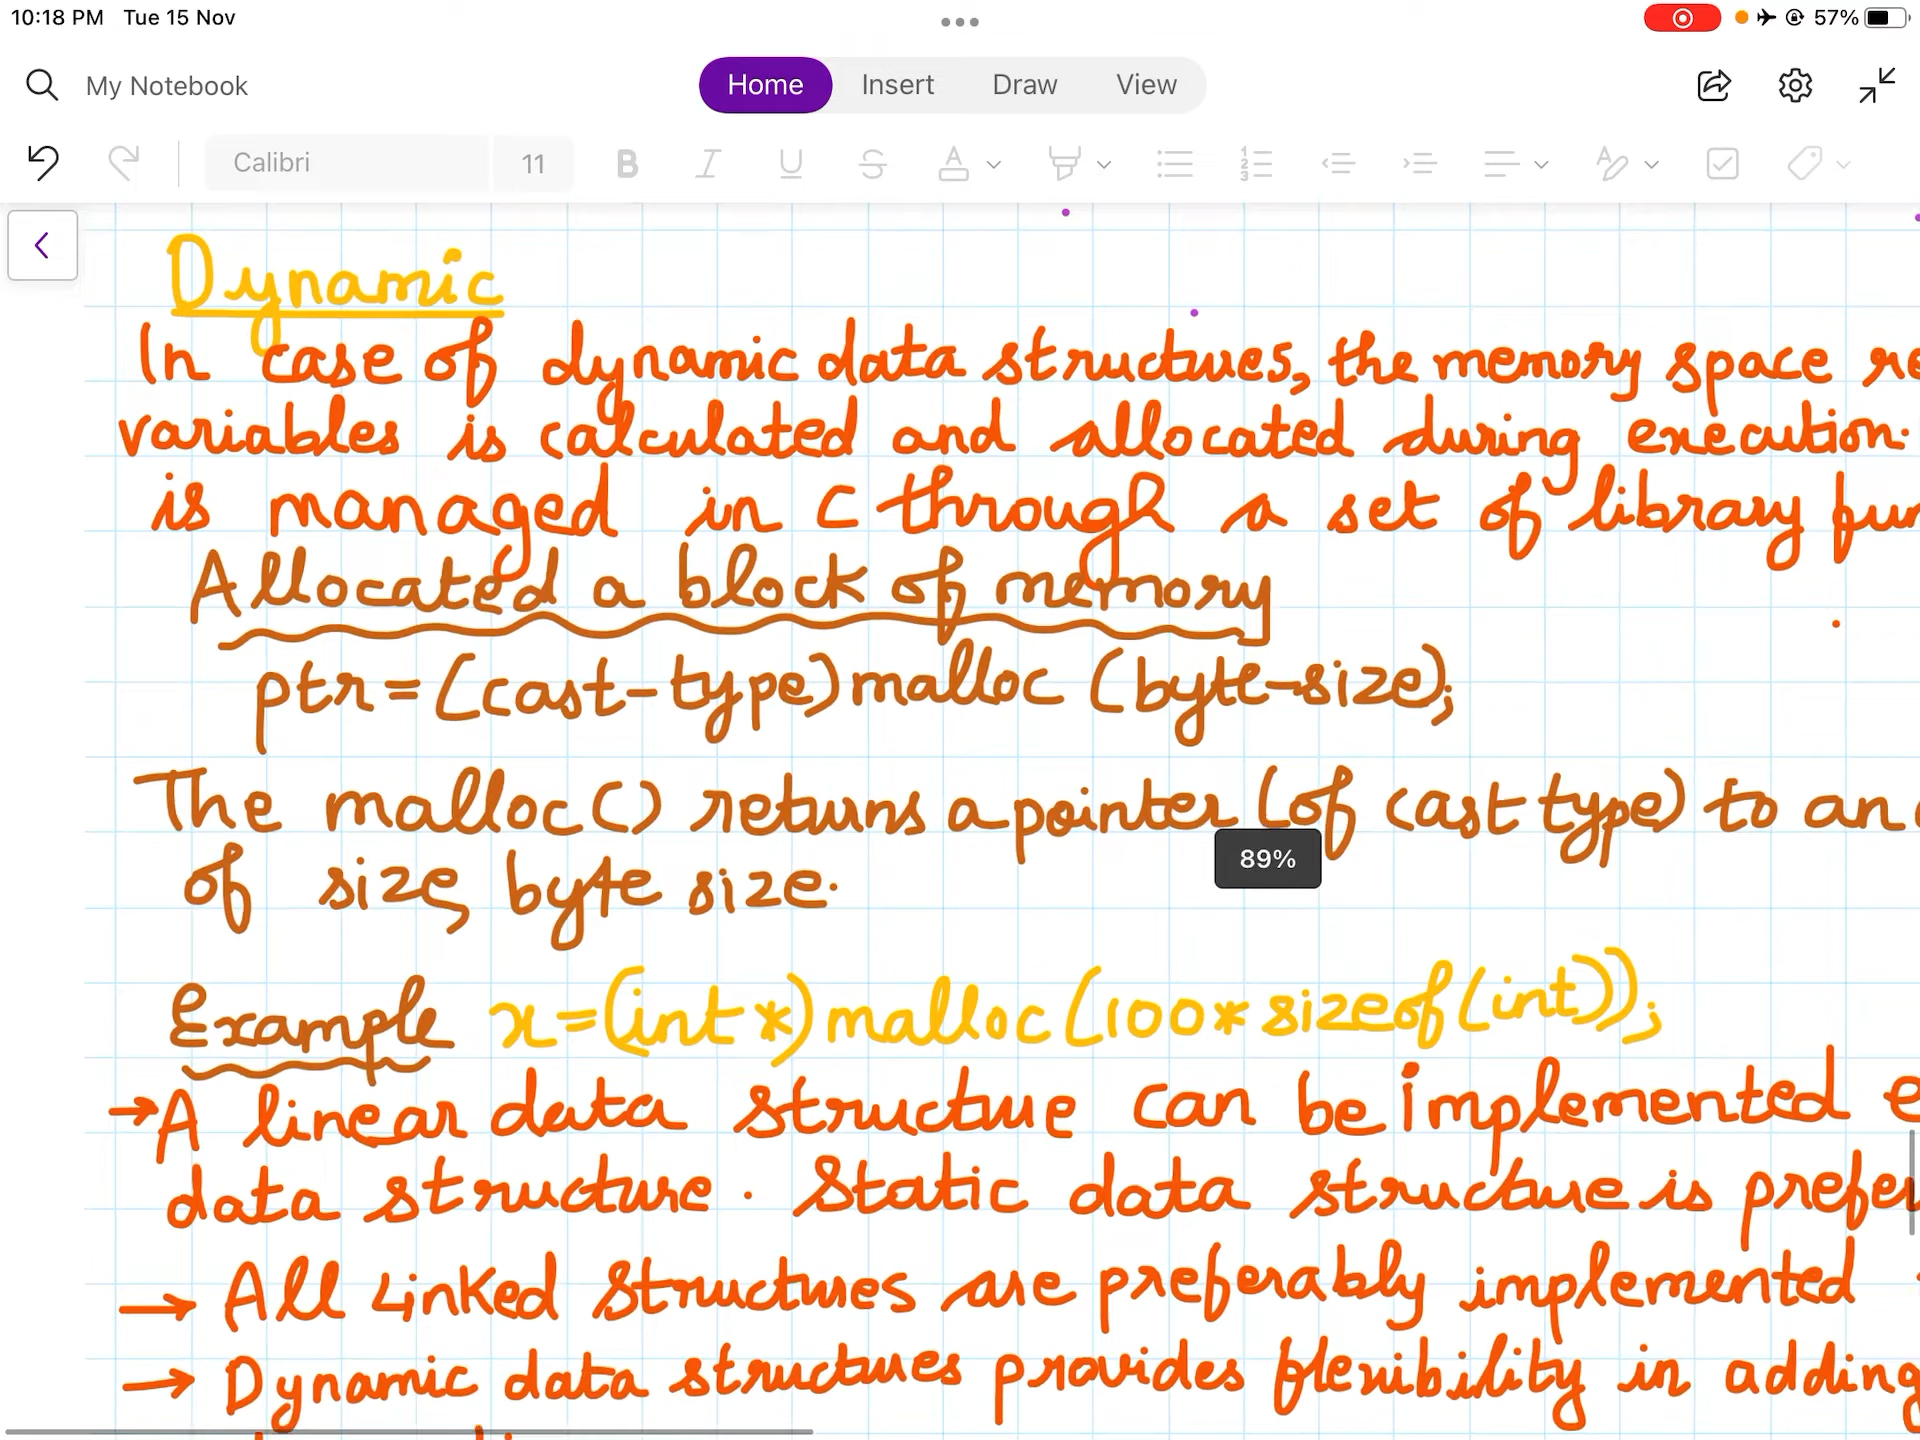 10:18 PM Tue 15 Nov
57%
My Notebook
Home Insert Draw View
Calibri 11 B I U S A
Dynamic
In case of dynamic data structures, the memory space re
variables is calculated and allocated during execution.
is managed in C through a set of library fun
Allocated a block of memory
ptr=(cast-type)malloc (byte-size);
The malloc() returns a pointer (of cast type) to an
of size, byte size.
89%
Example x=(int*)malloc(100*sizeof(int));
→A linear data structure can be implemented e
data structure. Static data structure is prefer
→ All Linked structures are preferably implemented
→ Dynamic data structures provides flexibility in adding